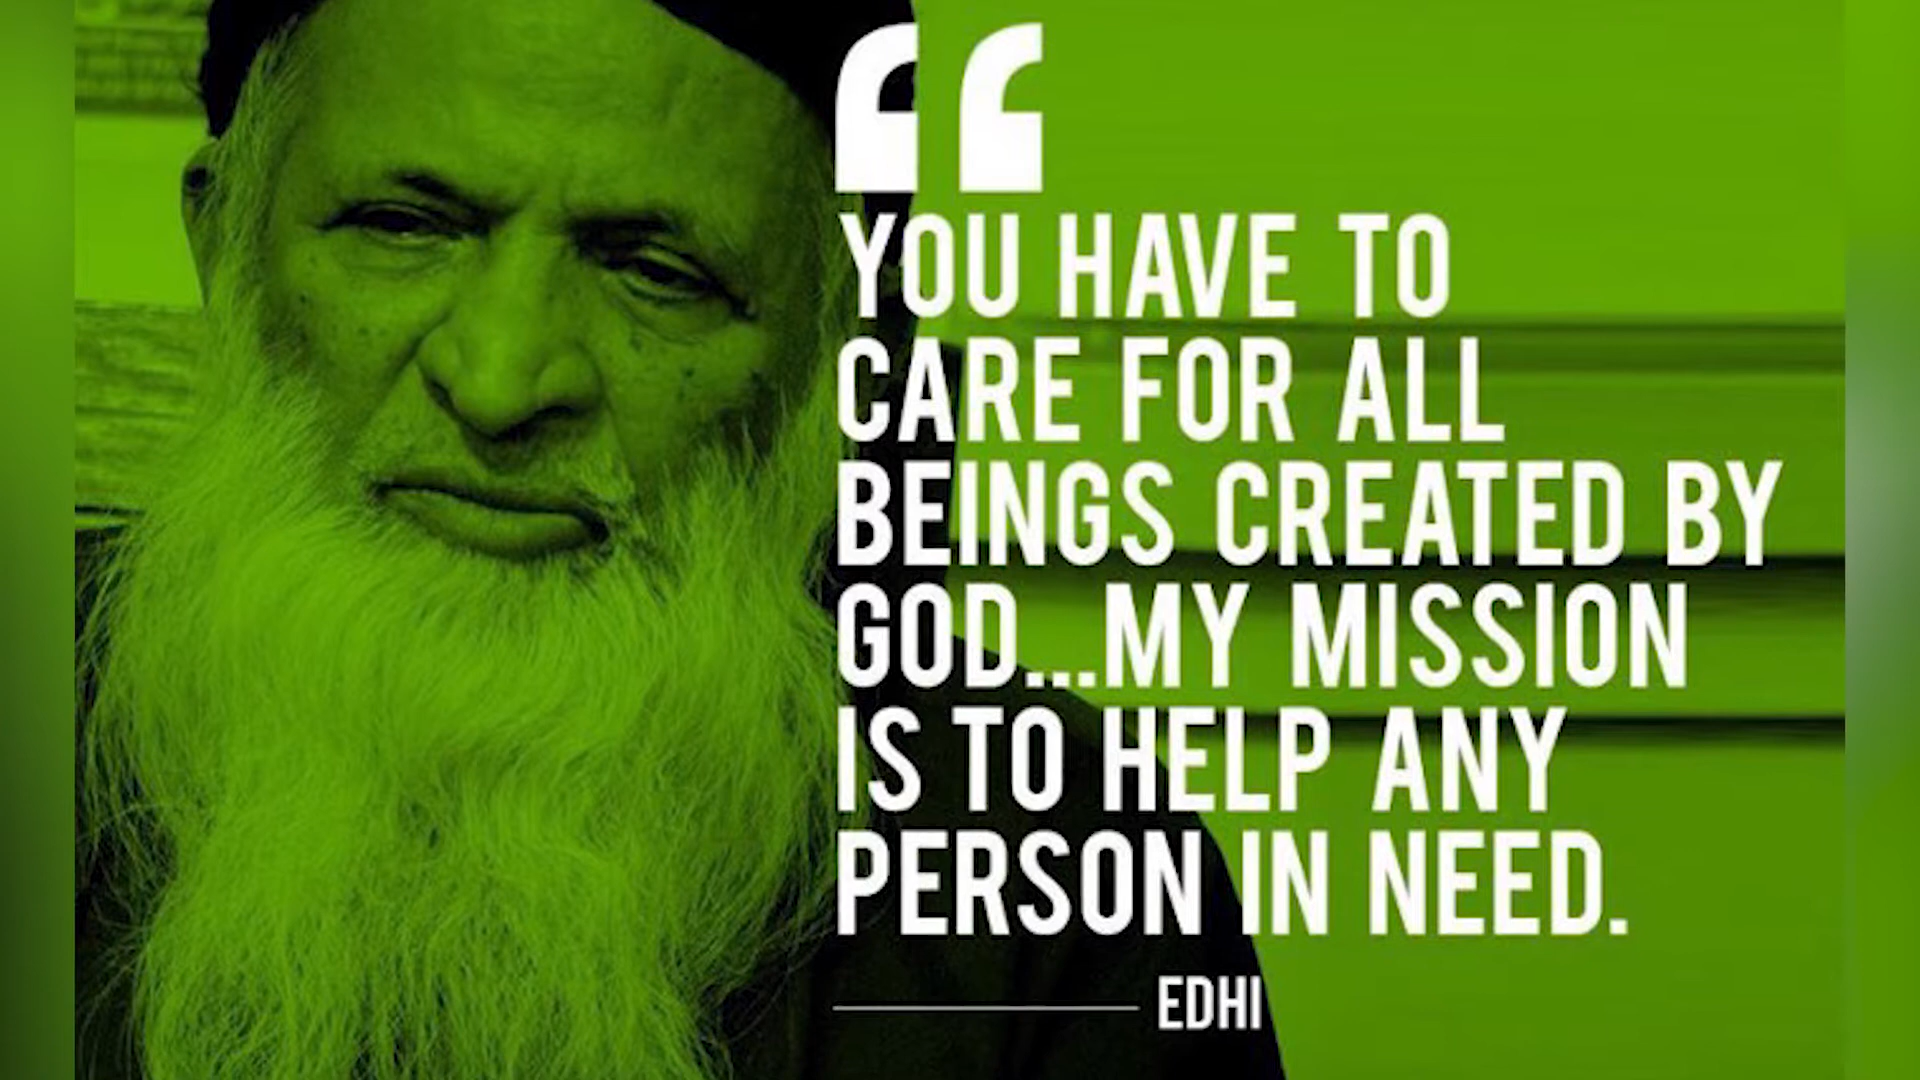 “
YOU HAVE TO
CARE FOR ALL
BEINGS CREATED BY
GOD...MY MISSION
IS TO HELP ANY
PERSON IN NEED.
EDHI